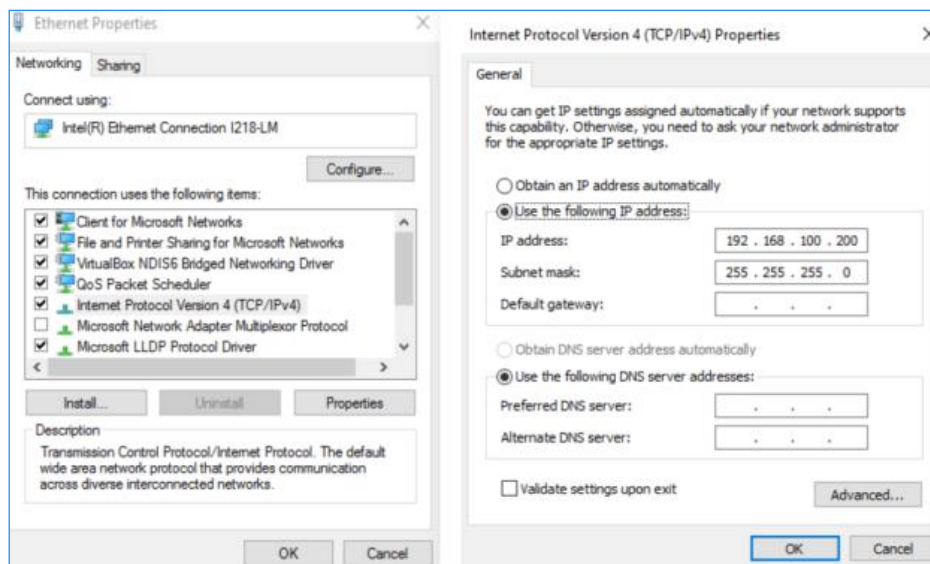 Ethernet Properties
Networking Sharing
Connect using:
Intel(R) Ethernet Connection I218-LM
Configure...
This connection uses the following items:
Client for Microsoft Networks
File and Printer Sharing for Microsoft Networks
VirtualBox NDIS6 Bridged Networking Driver
QoS Packet Scheduler
Internet Protocol Version 4 (TCP/IPv4)
Microsoft Network Adapter Multiplexor Protocol
Microsoft LLDP Protocol Driver
Install... Uninstall Properties
Description
Transmission Control Protocol/Internet Protocol. The default
wide area network protocol that provides communication
across diverse interconnected networks.
OK Cancel
Internet Protocol Version 4 (TCP/IPv4) Properties
General
You can get IP settings assigned automatically if your network supports
this capability. Otherwise, you need to ask your network administrator
for the appropriate IP settings.
Obtain an IP address automatically
Use the following IP address:
IP address: 192 . 168 . 100 . 200
Subnet mask: 255 . 255 . 255 . 0
Default gateway: . . .
Obtain DNS server address automatically
Use the following DNS server addresses:
Preferred DNS server: . . .
Alternate DNS server: . . .
Validate settings upon exit
Advanced...
OK Cancel